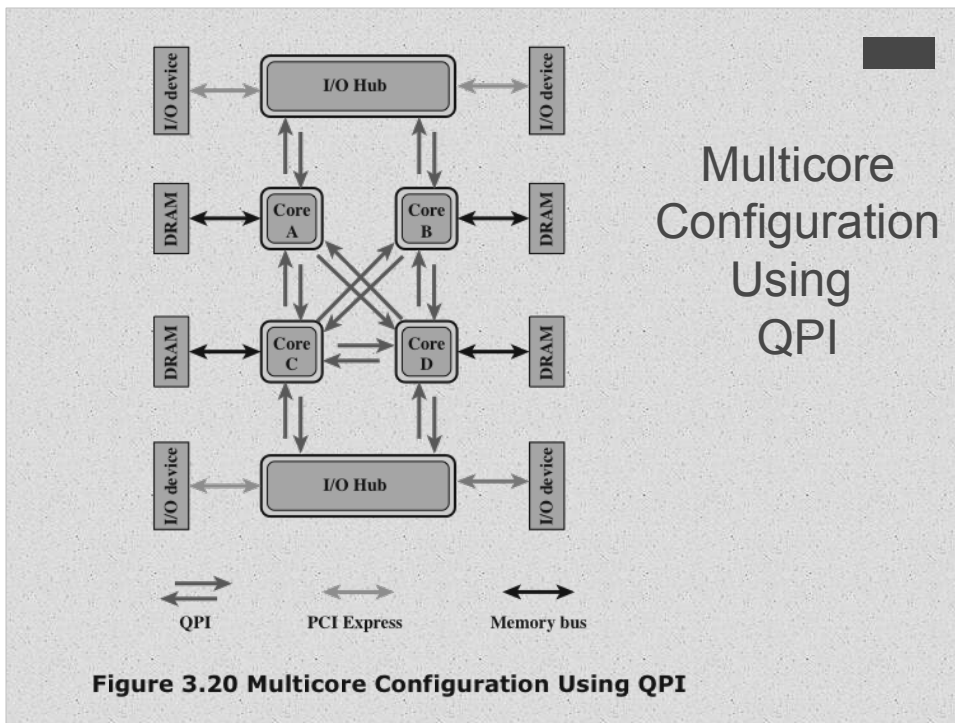 I/O device
I/O Hub
I/O device
Multicore
Configuration
Using
QPI
DRAM
Core
A
Core
B
DRAM
DRAM
Core
C
Core
D
DRAM
I/O device
I/O Hub
I/O device
QPI
PCI Express
Memory bus
Figure 3.20 Multicore Configuration Using QPI